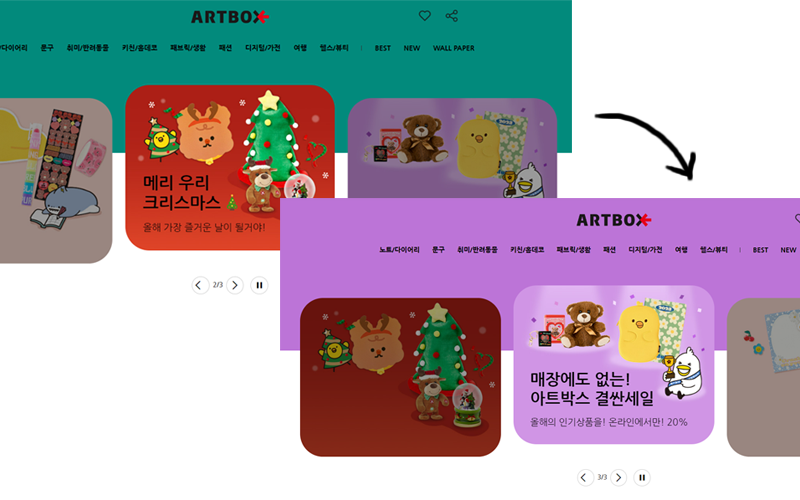 ARTBOX
/다이어리 문구 취미/반려동물 키친/홈데코 패브릭/생활 패션 디지털/가전 여행 헬스/뷰티 | BEST NEW WALL PAPER
메리 우리
크리스마스
올해 가장 즐거운 날이 될거야!
2/3
ARTBOX
노트/다이어리 문구 취미/반려동물 키친/홈데코 패브릭/생활 패션 디지털/가전 여행 헬스/뷰티 | BEST NEW
매장에도 없는!
아트박스 결싼세일
올해의 인기상품을! 온라인에서만! 20%
3/3